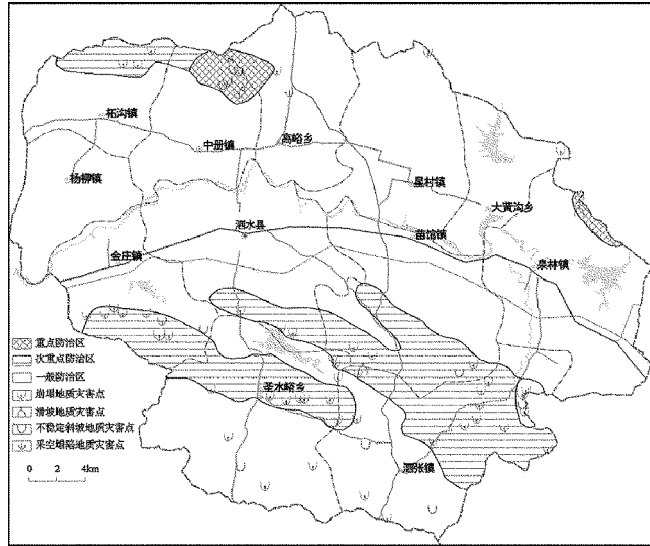 柘沟镇
中册镇
高峪乡
杨柳镇
星村镇
大黄沟乡
泗水县
苗馆镇
金庄镇
泉林镇
重点防治区
次重点防治区
一般防治区
崩塌地质灾害点
滑坡地质灾害点
不稳定斜坡地质灾害点
采空塌陷地质灾害点
圣水峪乡
泗张镇
0 2 4km